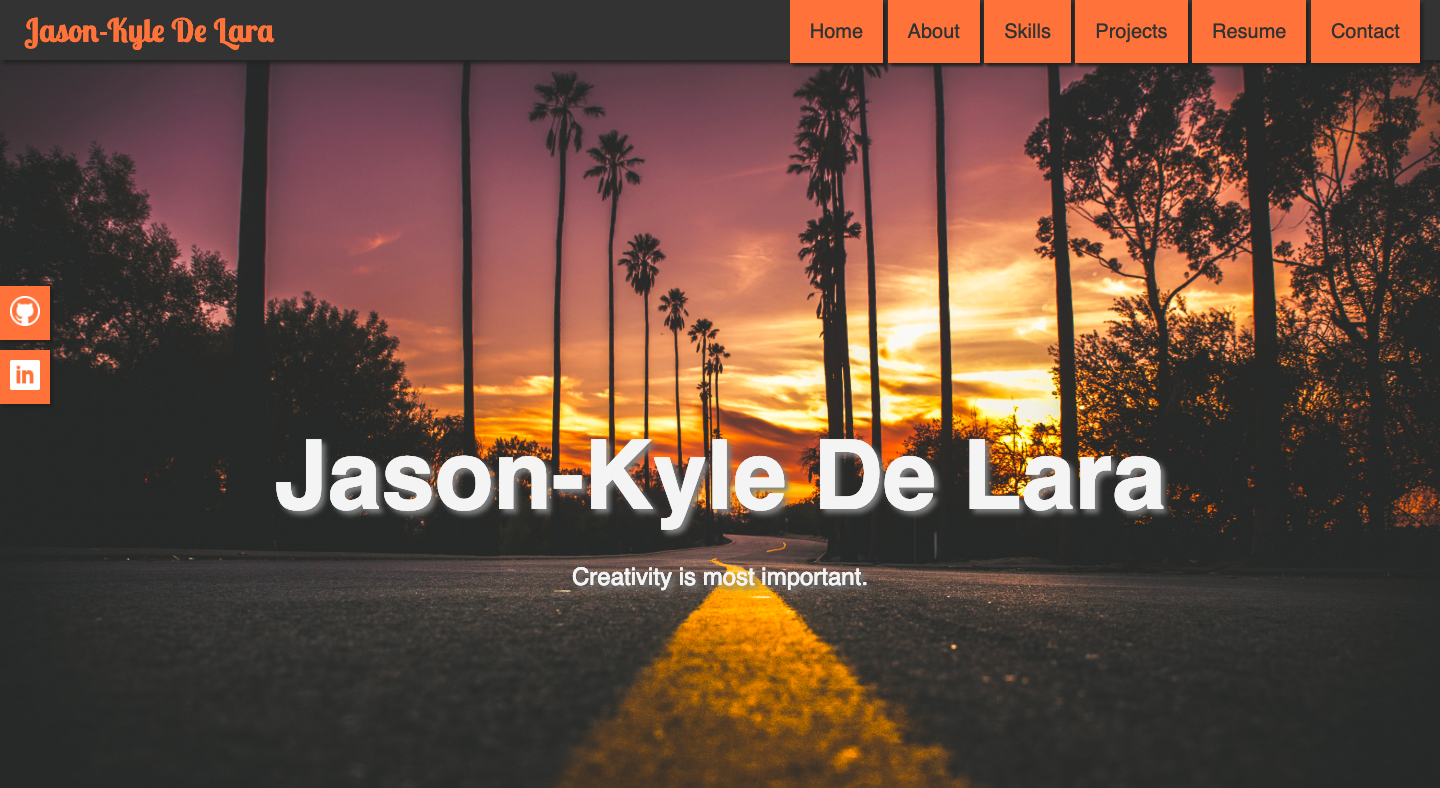 Jason-Kyle De Lara
Home About Skills Projects Resume Contact
in
Jason-Kyle De Lara
Creativity is most important.